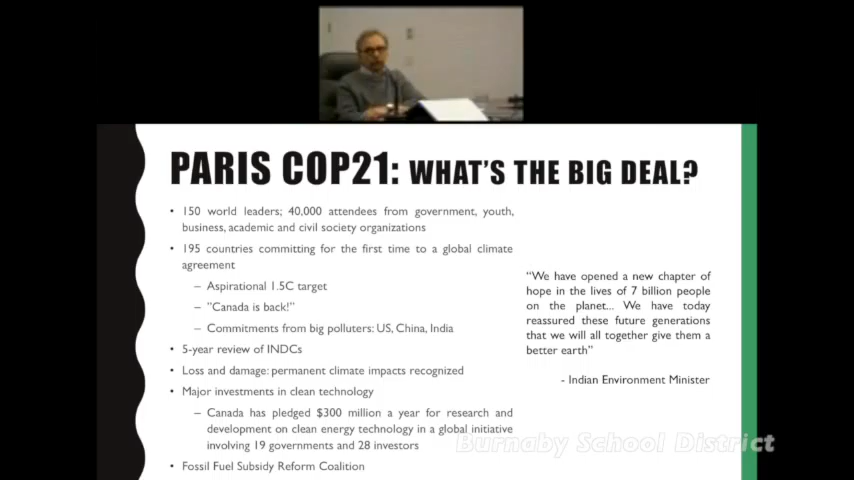 PARIS COP21: WHAT'S THE BIG DEAL?
• 150 world leaders; 40,000 attendees from government, youth,
business, academic and civil society organizations
• 195 countries committing for the first time to a global climate
agreement
– Aspirational 1.5C target
– "Canada is back!"
– Commitments from big polluters: US, China, India
• 5-year review of INDCs
• Loss and damage: permanent climate impacts recognized
• Major investments in clean technology
– Canada has pledged $300 million a year for research and
development on clean energy technology in a global initiative
involving 19 governments and 28 investors
• Fossil Fuel Subsidy Reform Coalition
"We have opened a new chapter of
hope in the lives of 7 billion people
on the planet... We have today
reassured these future generations
that we will all together give them a
better earth"
- Indian Environment Minister
Burnaby School District